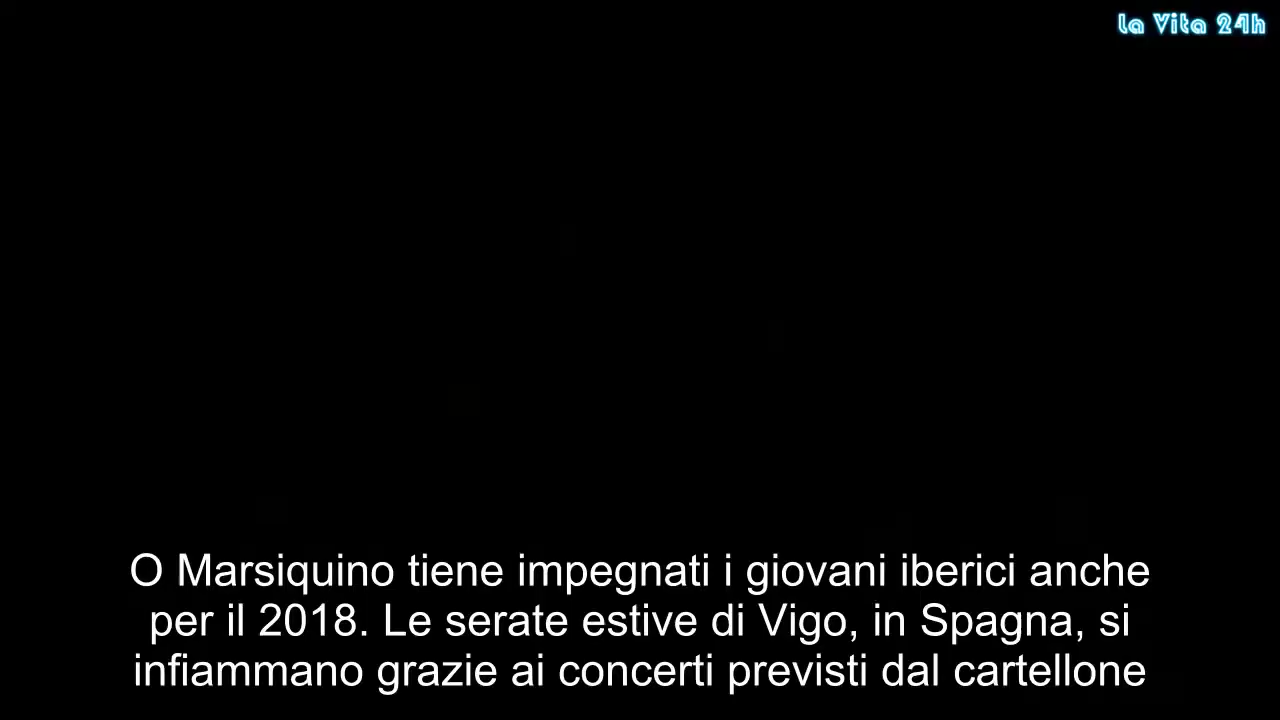 La Vita 24h
O Marsiquino tiene impegnati i giovani iberici anche
per il 2018. Le serate estive di Vigo, in Spagna, si
infiammano grazie ai concerti previsti dal cartellone